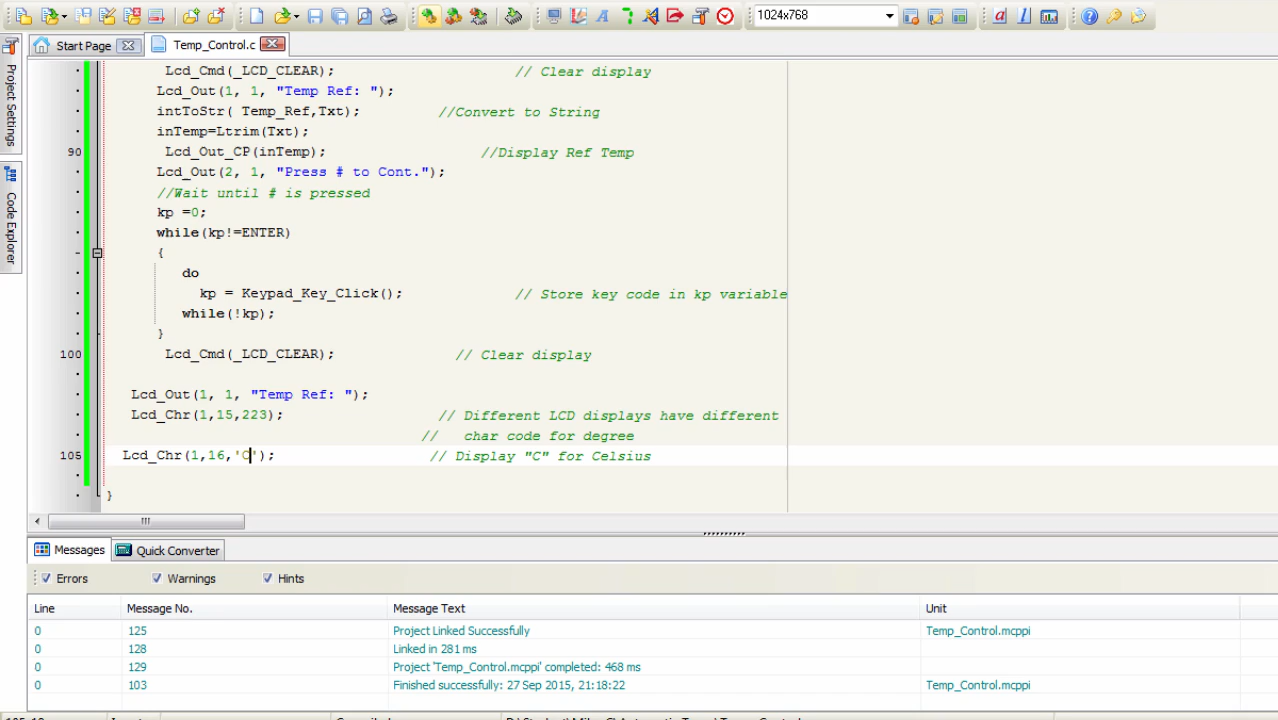 1024x768
Start Page
Temp_Control.c
Project Settings
Code Explorer
Lcd_Cmd(_LCD_CLEAR); // Clear display
Lcd_Out(1, 1, "Temp Ref: ");
intToStr( Temp_Ref,Txt); //Convert to String
inTemp=Ltrim(Txt);
90 Lcd_Out_CP(inTemp); //Display Ref Temp
Lcd_Out(2, 1, "Press # to Cont.");
//Wait until # is pressed
kp =0;
while(kp!=ENTER)
{
do
kp = Keypad_Key_Click(); // Store key code in kp variable
while(!kp);
}
100 Lcd_Cmd(_LCD_CLEAR); // Clear display
Lcd_Out(1, 1, "Temp Ref: ");
Lcd_Chr(1,15,223); // Different LCD displays have different
// char code for degree
105 Lcd_Chr(1,16,'C'); // Display "C" for Celsius
}
Messages Quick Converter
Errors Warnings Hints
Line Message No. Message Text Unit
0 125 Project Linked Successfully Temp_Control.mcppi
0 128 Linked in 281 ms
0 129 Project 'Temp_Control.mcppi' completed: 468 ms
0 103 Finished successfully: 27 Sep 2015, 21:18:22 Temp_Control.mcppi